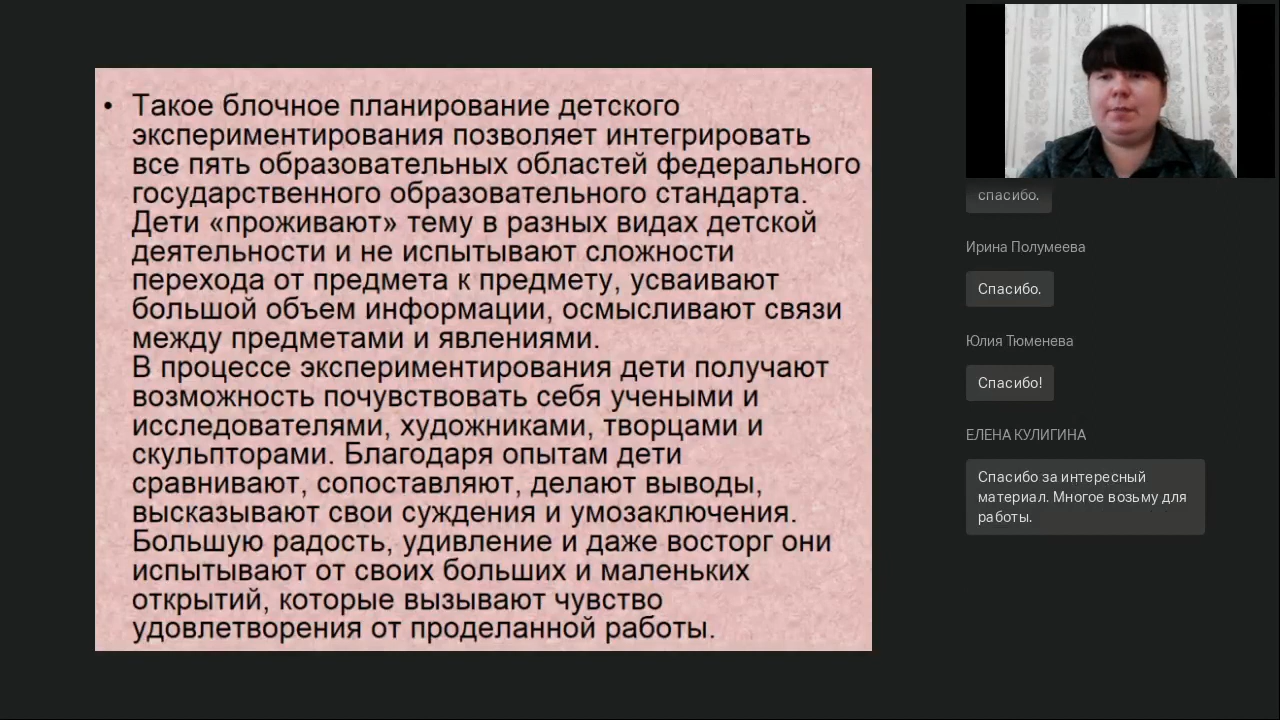 • Такое блочное планирование детского
экспериментирования позволяет интегрировать
все пять образовательных областей федерального
государственного образовательного стандарта.
Дети «проживают» тему в разных видах детской
деятельности и не испытывают сложности
перехода от предмета к предмету, усваивают
большой объем информации, осмысливают связи
между предметами и явлениями.
В процессе экспериментирования дети получают
возможность почувствовать себя учеными и
исследователями, художниками, творцами и
скульпторами. Благодаря опытам дети
сравнивают, сопоставляют, делают выводы,
высказывают свои суждения и умозаключения.
Большую радость, удивление и даже восторг они
испытывают от своих больших и маленьких
открытий, которые вызывают чувство
удовлетворения от проделанной работы.
спасибо.
Ирина Полумеева
Спасибо.
Юлия Тюменева
Спасибо!
ЕЛЕНА КУЛИГИНА
Спасибо за интересный
материал. Многое возьму для
работы.